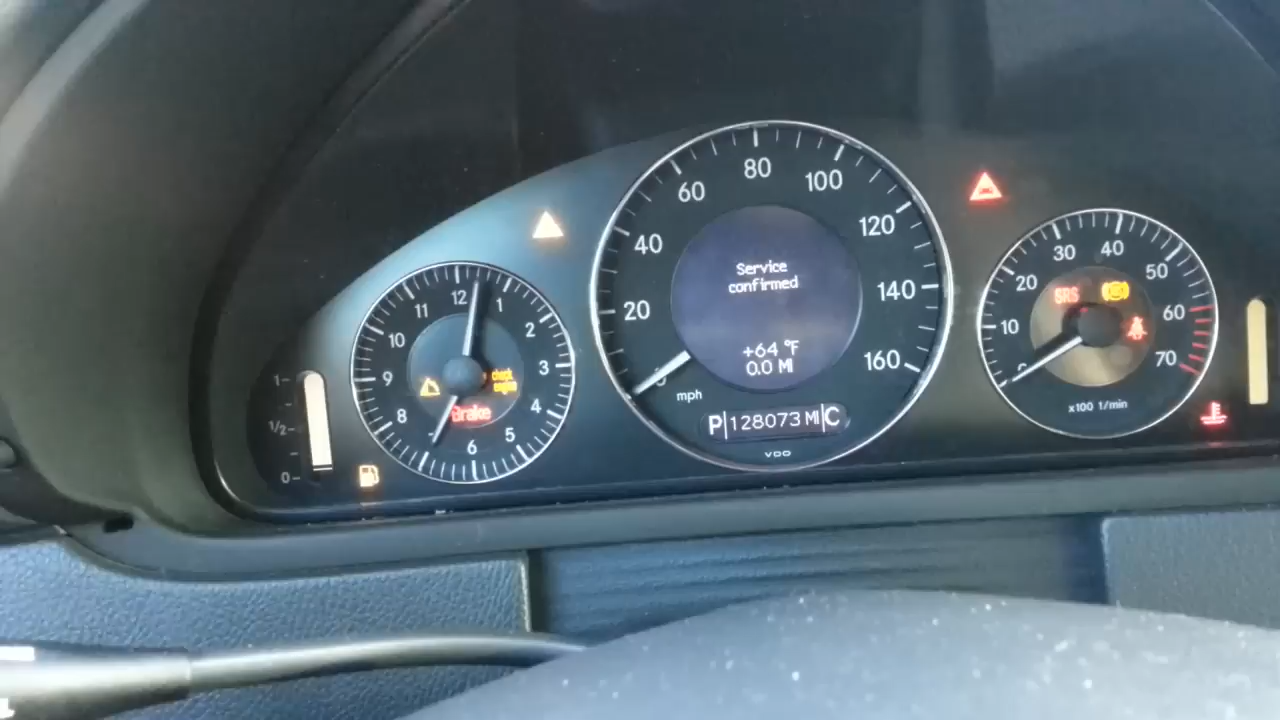 80
60
100
40
120
20
140
0
160
Service
confirmed
+64 °F
0.0 MI
mph
P 128073 MI C
VDO
12
1
2
3
4
5
6
8
9
10
11
check
engine
Brake
1
1/2
0
0
10
20
30
40
50
60
70
SRS
x100 1/min